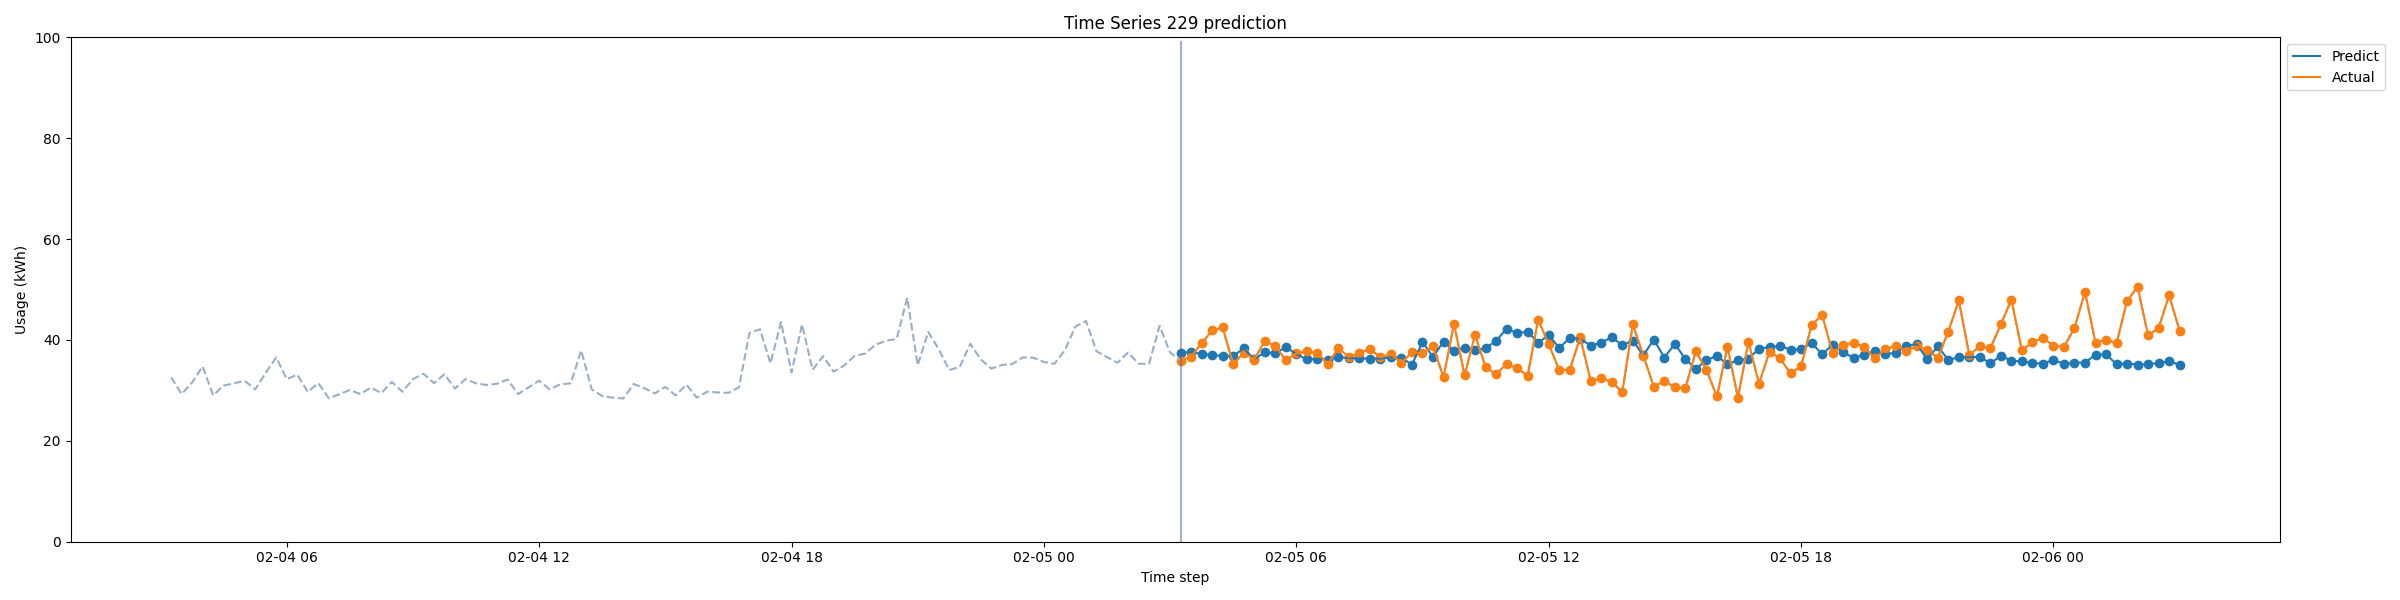 Time Series 229 prediction
Usage (kWh)
100
80
60
40
20
0
02-04 06
02-04 12
02-04 18
02-05 00
02-05 06
02-05 12
02-05 18
02-06 00
Time step
Predict
Actual